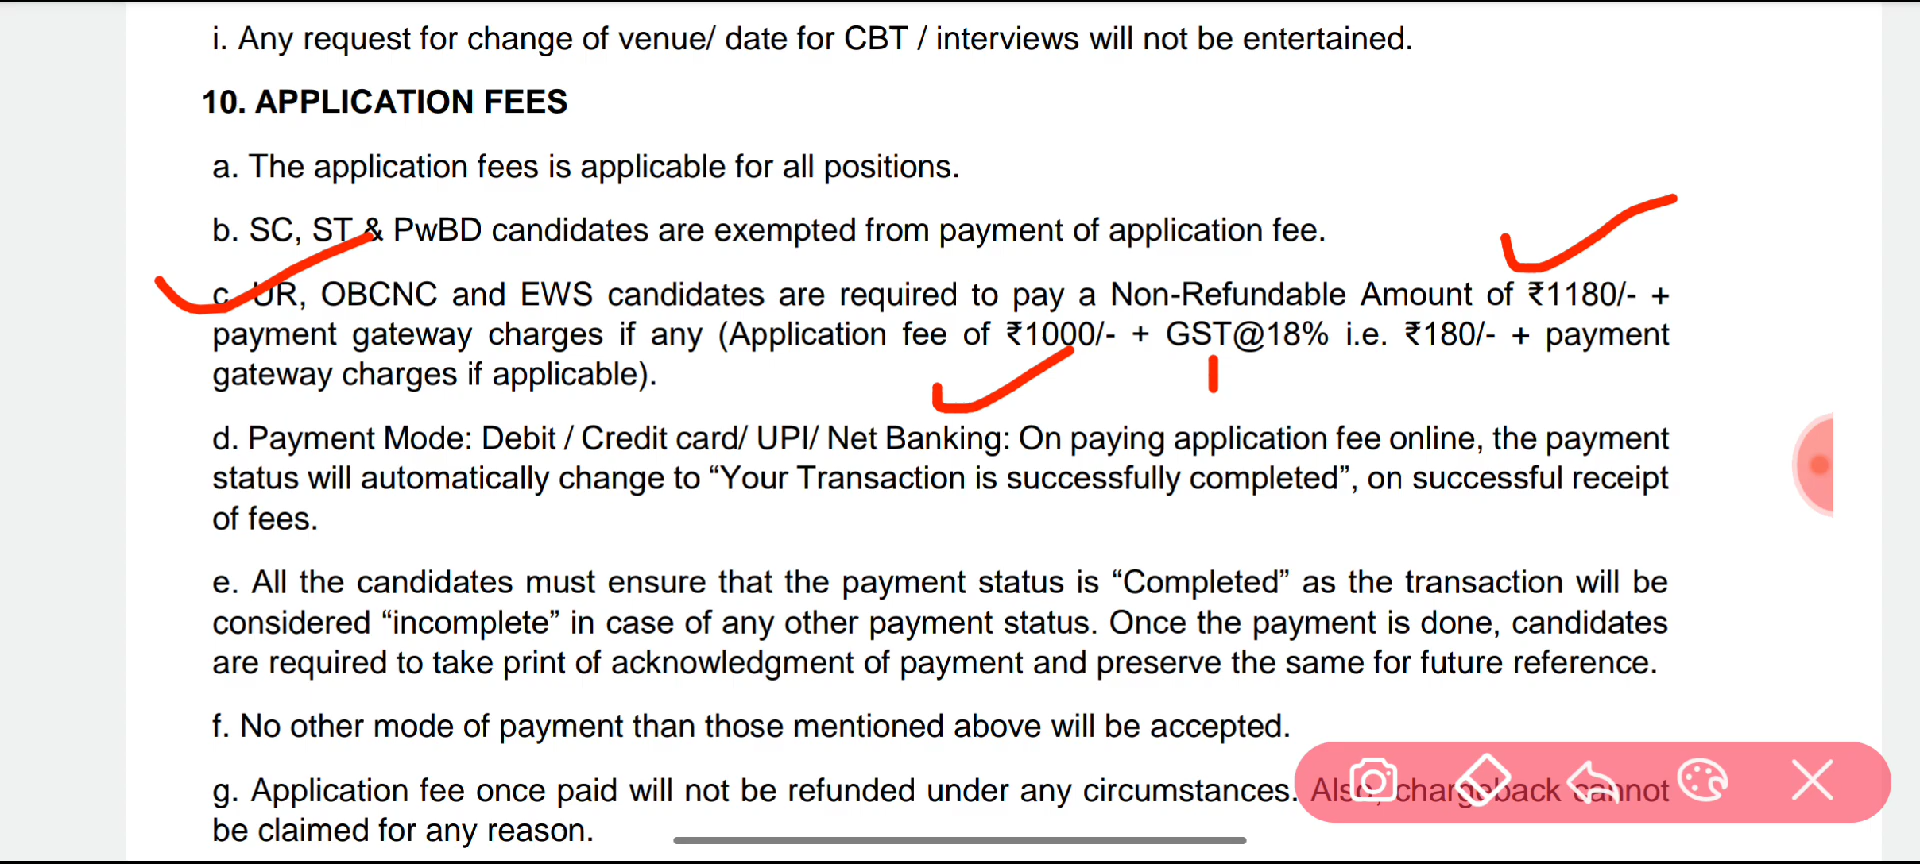 i. Any request for change of venue/ date for CBT / interviews will not be entertained.
10. APPLICATION FEES
a. The application fees is applicable for all positions.
b. SC, ST & PwBD candidates are exempted from payment of application fee.
c. UR, OBCNC and EWS candidates are required to pay a Non-Refundable Amount of ₹1180/- +
payment gateway charges if any (Application fee of ₹1000/- + GST@18% i.e. ₹180/- + payment
gateway charges if applicable).
d. Payment Mode: Debit / Credit card/ UPI/ Net Banking: On paying application fee online, the payment
status will automatically change to “Your Transaction is successfully completed”, on successful receipt
of fees.
e. All the candidates must ensure that the payment status is “Completed” as the transaction will be
considered “incomplete” in case of any other payment status. Once the payment is done, candidates
are required to take print of acknowledgment of payment and preserve the same for future reference.
f. No other mode of payment than those mentioned above will be accepted.
g. Application fee once paid will not be refunded under any circumstances. Also, chargeback cannot
be claimed for any reason.